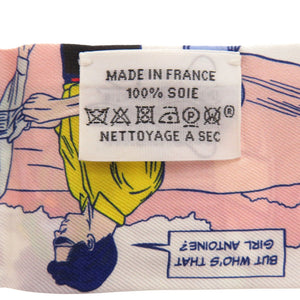 MADE IN FRANCE
100% SOIE
NETTOYAGE A SEC
BUT WHO'S THAT
GIRL ANTOINE?